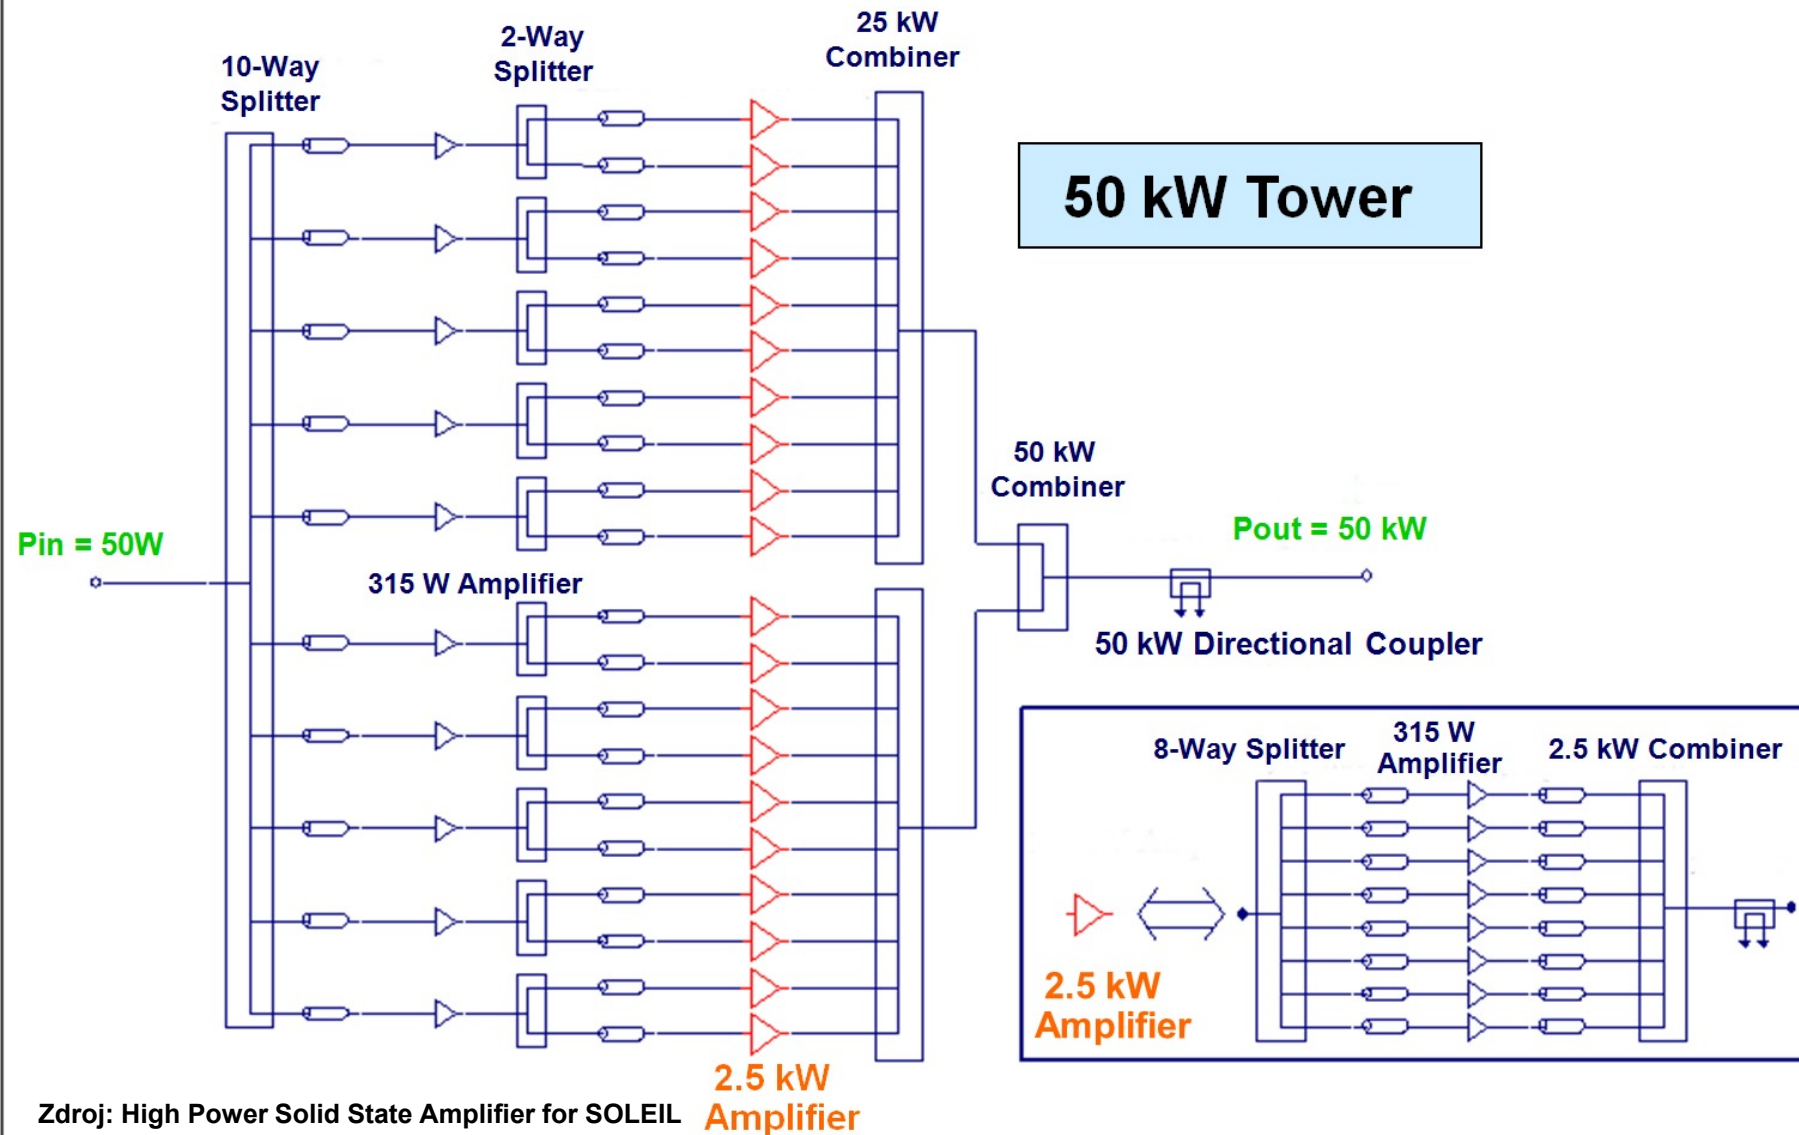 10-Way
Splitter
2-Way
Splitter
25 kW
Combiner
50 kW Tower
50 kW
Combiner
Pin = 50W
Pout = 50 kW
315 W Amplifier
50 kW Directional Coupler
8-Way Splitter
315 W
Amplifier
2.5 kW Combiner
2.5 kW
Amplifier
2.5 kW
Amplifier
Zdroj: High Power Solid State Amplifier for SOLEIL